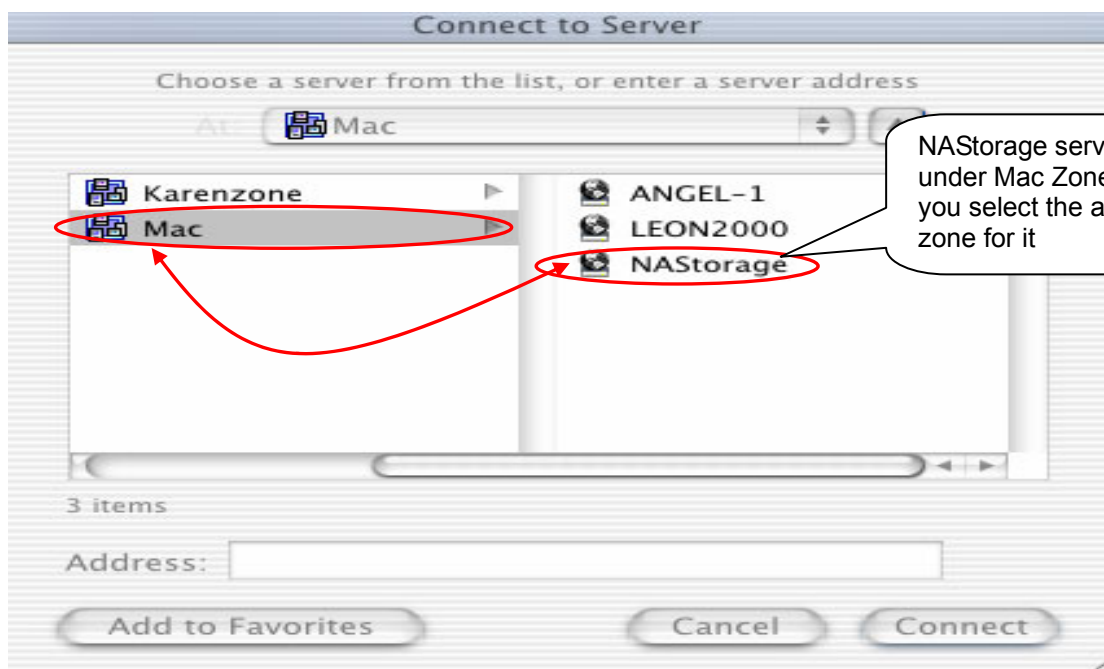 Connect to Server
Choose a server from the list, or enter a server address
At: Mac
Karenzone
Mac
ANGEL-1
LEON2000
NAStorage
NAStorage serv
under Mac Zone
you select the a
zone for it
3 items
Address:
Add to Favorites
Cancel
Connect